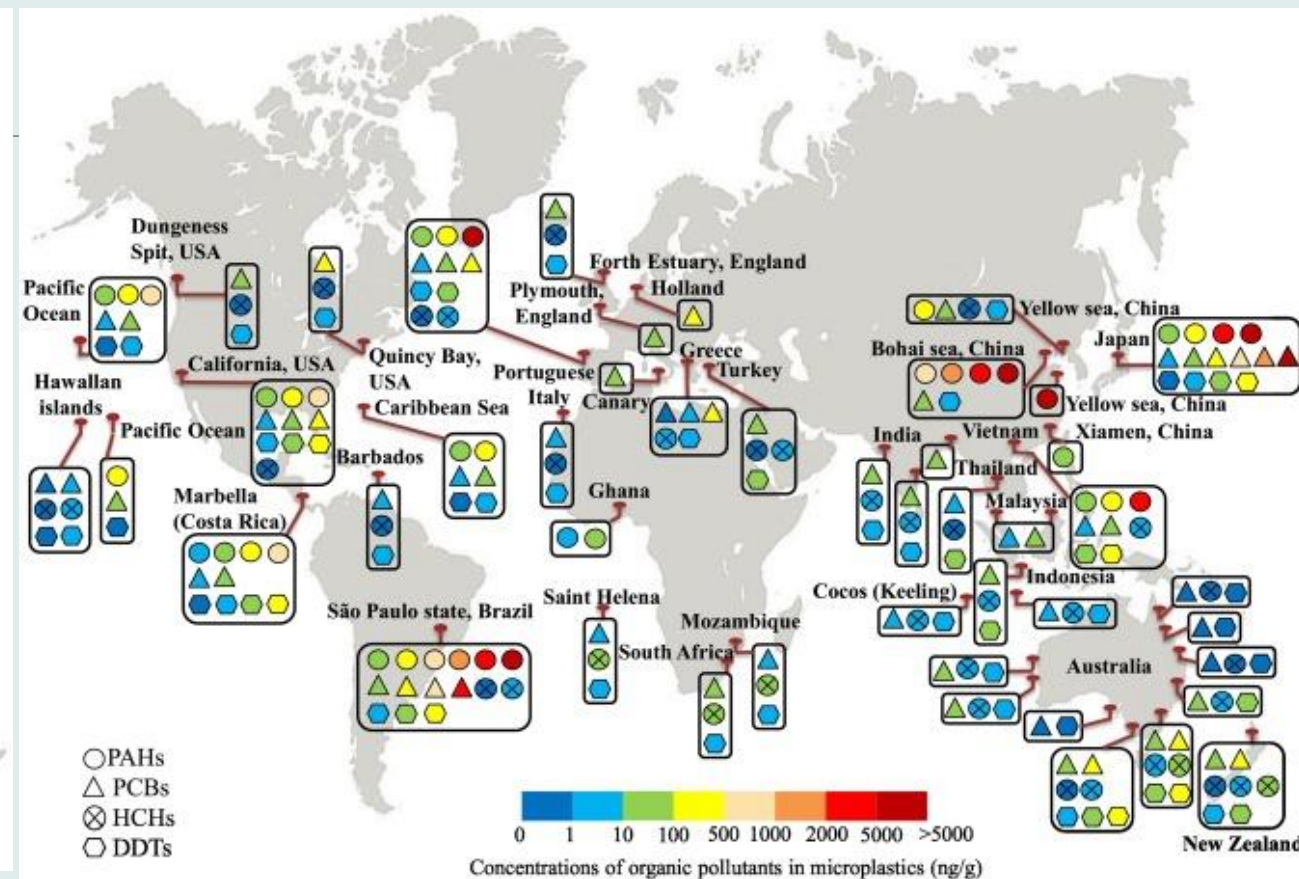 Dungeness
Spit, USA
Pacific
Ocean
California, USA
Hawallan
islands
Pacific Ocean
Quincy Bay,
USA
Caribbean Sea
Barbados
Marbella
(Costa Rica)
São Paulo state, Brazil
Forth Estuary, England
Holland
Plymouth,
England
Greece
Turkey
Portuguese
Italy
Canary
Ghana
Saint Helena
Mozambique
South Africa
Yellow sea, China
Japan
Bohai sea, China
Yellow sea, China
Xiamen, China
India
Vietnam
Thailand
Malaysia
Indonesia
Cocos (Keeling)
Australia
New Zealand
PAHs
PCBs
HCHs
DDTs
0 1 10 100 500 1000 2000 5000 >5000
Concentrations of organic pollutants in microplastics (ng/g)